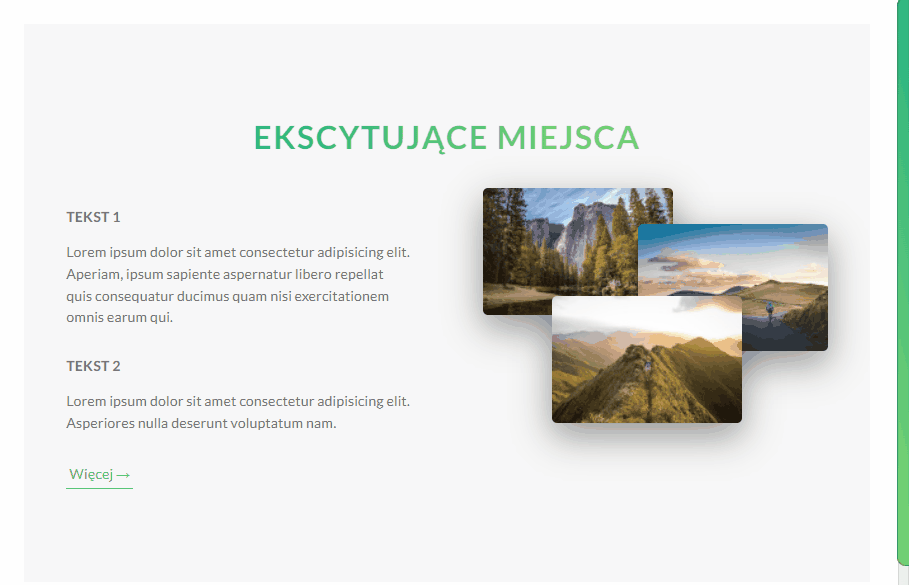 EKSCYTUJĄCE MIEJSCA
TEKST 1
Lorem ipsum dolor sit amet consectetur adipisicing elit.
Aperiam, ipsum sapiente aspernatur libero repellat
quis consequatur ducimus quam nisi exercitationem
omnis earum qui.
TEKST 2
Lorem ipsum dolor sit amet consectetur adipisicing elit.
Asperiores nulla deserunt voluptatum nam.
Więcej →